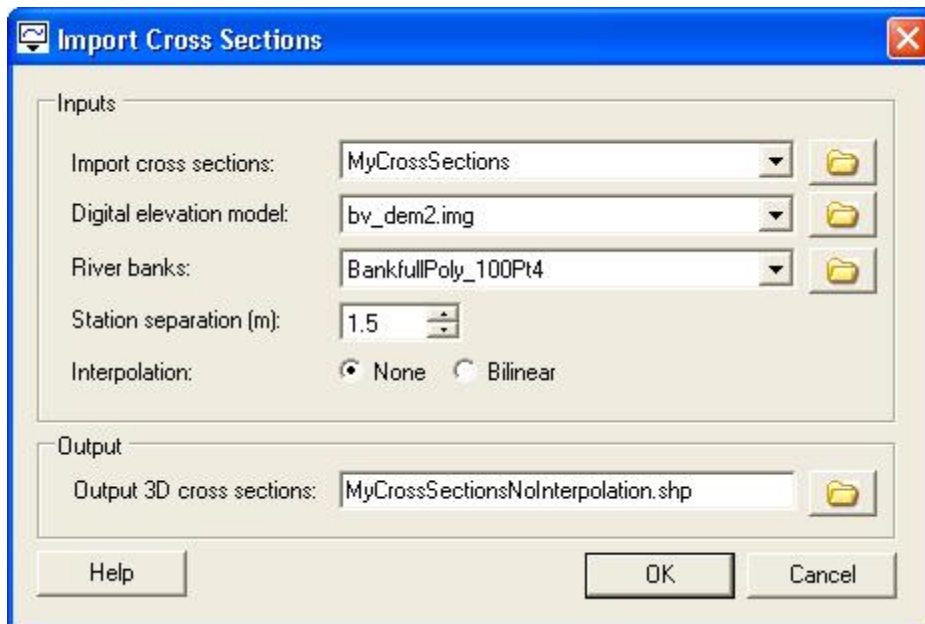 Import Cross Sections
Inputs
Import cross sections: MyCrossSections
Digital elevation model: bv_dem2.img
River banks: BankfullPoly_100Pt4
Station separation (m): 1.5
Interpolation: None Bilinear
Output
Output 3D cross sections: MyCrossSectionsNoInterpolation.shp
Help OK Cancel